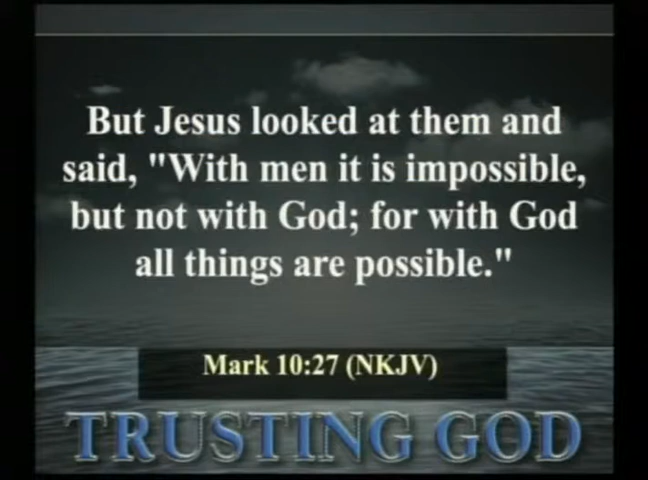 But Jesus looked at them and
said, "With men it is impossible,
but not with God; for with God
all things are possible."
Mark 10:27 (NKJV)
TRUSTING GOD